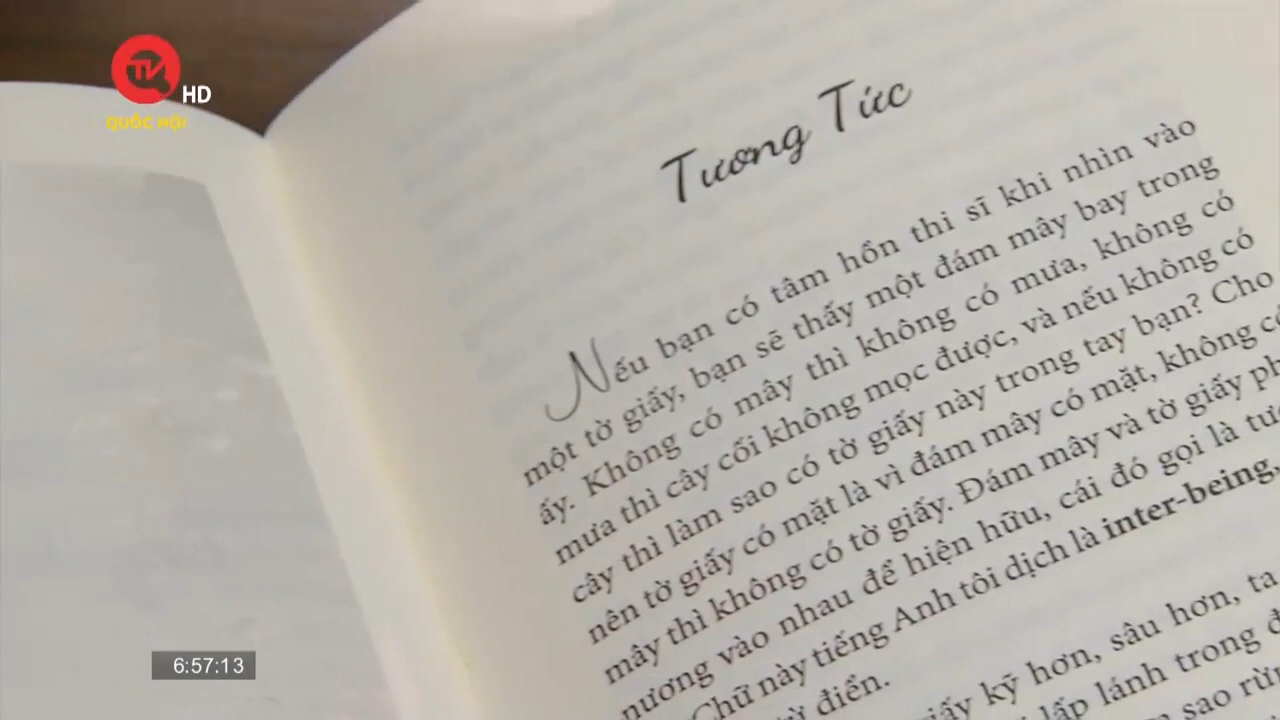 TV
HD
QUỐC HỘI
Tương Tức
Nếu bạn có tâm hồn thi sĩ khi nhìn vào
một tờ giấy, bạn sẽ thấy một đám mây bay trong
ấy. Không có mây thì không có mưa, không có
mưa thì cây cối không mọc được, và nếu không có
cây thì làm sao có tờ giấy này trong tay bạn? Cho
nên tờ giấy có mặt là vì đám mây có mặt, không có
mây thì không có tờ giấy. Đám mây và tờ giấy
nương vào nhau để hiện hữu, cái đó gọi là
Chữ này tiếng Anh tôi dịch là inter-being,
điển.
giấy kỹ hơn, sâu hơn, ta
lấp lánh trong
sao
6:57:13